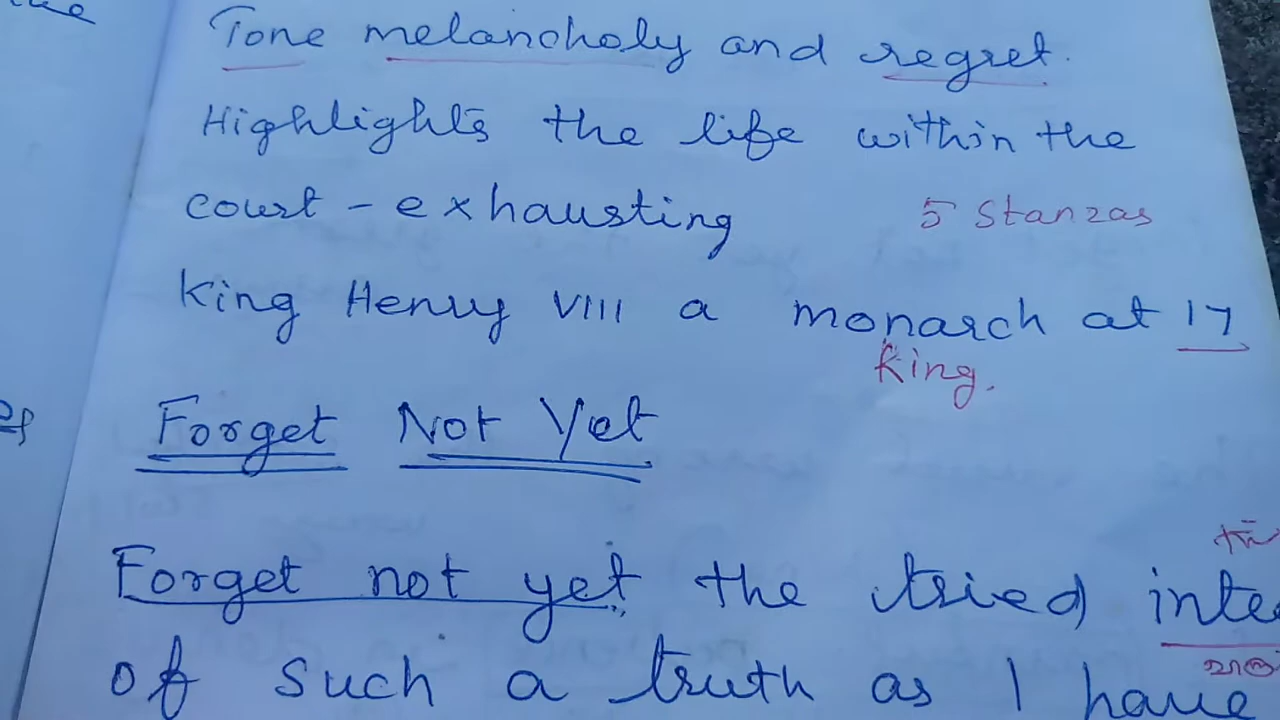 Tone melancholy and regret.
Highlights the life within the
court - exhausting
5 Stanzas
King Henry VIII a monarch at 17
King.
Forget Not Yet
Forget not yet the tried inte
of such a truth as I have